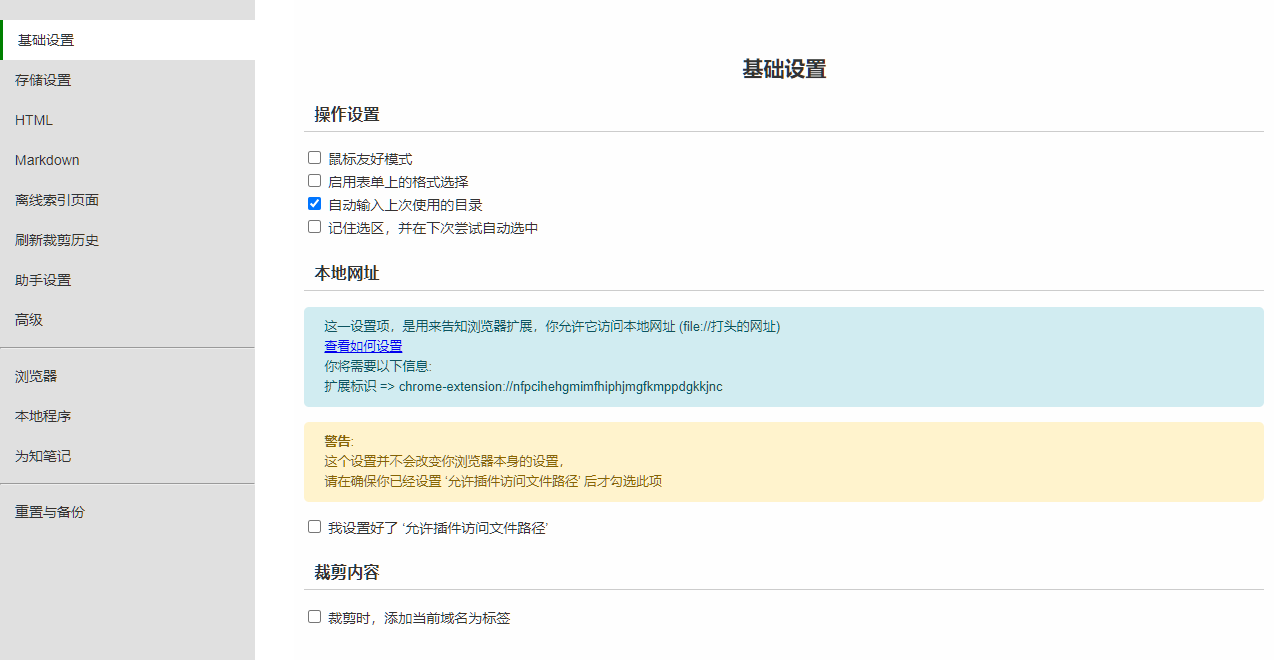 基础设置
存储设置
HTML
Markdown
离线索引页面
刷新裁剪历史
助手设置
高级
浏览器
本地程序
为知笔记
重置与备份
基础设置
操作设置
鼠标友好模式
启用表单上的格式选择
自动输入上次使用的目录
记住选区，并在下次尝试自动选中
本地网址
这一设置项，是用来告知浏览器扩展，你允许它访问本地网址 (file://打头的网址)
查看如何设置
你将需要以下信息:
扩展标识 => chrome-extension://nfpcihehgmimfhiphjmgfkmppdgkkjnc
警告:
这个设置并不会改变你浏览器本身的设置，
请在确保你已经设置 ‘允许插件访问文件路径’ 后才勾选此项
我设置好了 ‘允许插件访问文件路径’
裁剪内容
裁剪时，添加当前域名为标签